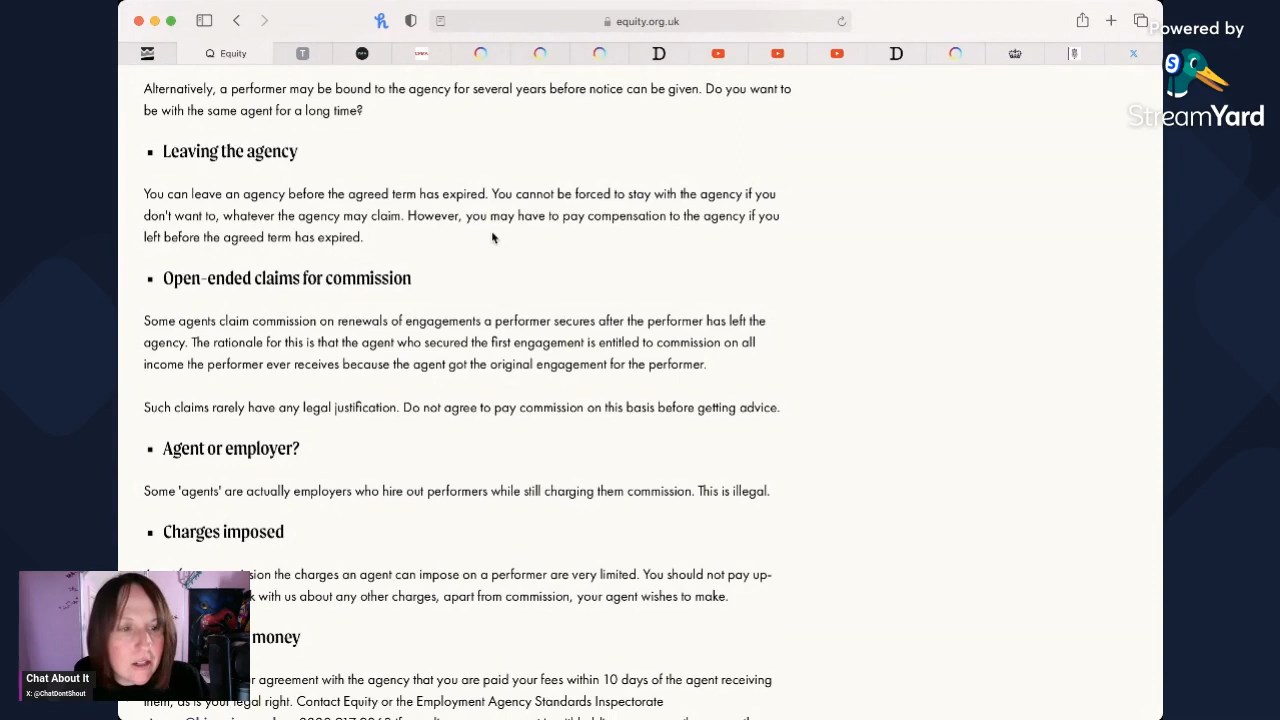 equity.org.uk
Powered by
StreamYard
Equity
Alternatively, a performer may be bound to the agency for several years before notice can be given. Do you want to
be with the same agent for a long time?
Leaving the agency
You can leave an agency before the agreed term has expired. You cannot be forced to stay with the agency if you
don't want to, whatever the agency may claim. However, you may have to pay compensation to the agency if you
left before the agreed term has expired.
Open-ended claims for commission
Some agents claim commission on renewals of engagements a performer secures after the performer has left the
agency. The rationale for this is that the agent who secured the first engagement is entitled to commission on all
income the performer ever receives because the agent got the original engagement for the performer.
Such claims rarely have any legal justification. Do not agree to pay commission on this basis before getting advice.
Agent or employer?
Some 'agents' are actually employers who hire out performers while still charging them commission. This is illegal.
Charges imposed
the charges an agent can impose on a performer are very limited. You should not pay up-
with us about any other charges, apart from commission, your agent wishes to make.
money
agreement with the agency that you are paid your fees within 10 days of the agent receiving
them, as is your legal right. Contact Equity or the Employment Agency Standards Inspectorate
Chat About It
X: @ChatDontShout